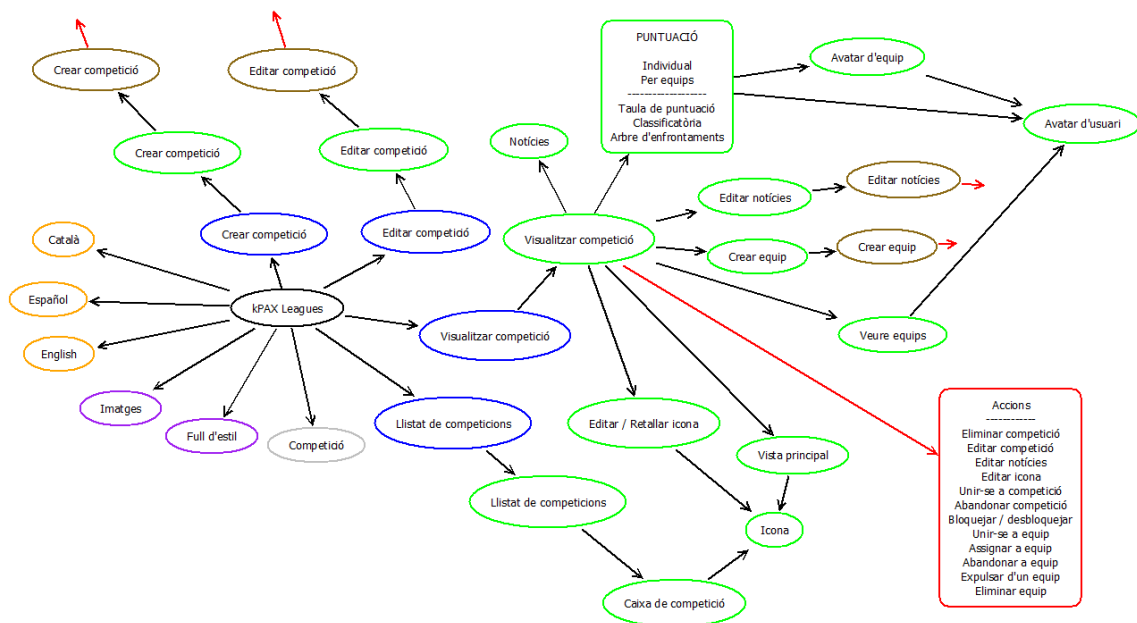 PUNTUACIÓ
Individual
Per equips
--------------------
Taula de puntuació
Classificatòria
Arbre d'enfrontaments
Avatar d'equip
Avatar d'usuari
Crear competició
Editar competició
Crear competició
Editar competició
Notícies
Editar notícies
Editar notícies
Crear competició
Editar competició
Visualitzar competició
Crear equip
Crear equip
Català
Español
English
kPAX Leagues
Visualitzar competició
Veure equips
Imatges
Full d'estil
Competició
Llistat de competicions
Editar / Retallar icona
Vista principal
Llistat de competicions
Icona
Caixa de competició
Accions
------------
Eliminar competició
Editar competició
Editar notícies
Editar icona
Unir-se a competició
Abandonar competició
Bloquejar / desbloquejar
Unir-se a equip
Assignar a equip
Abandonar a equip
Expulsar d'un equip
Eliminar equip